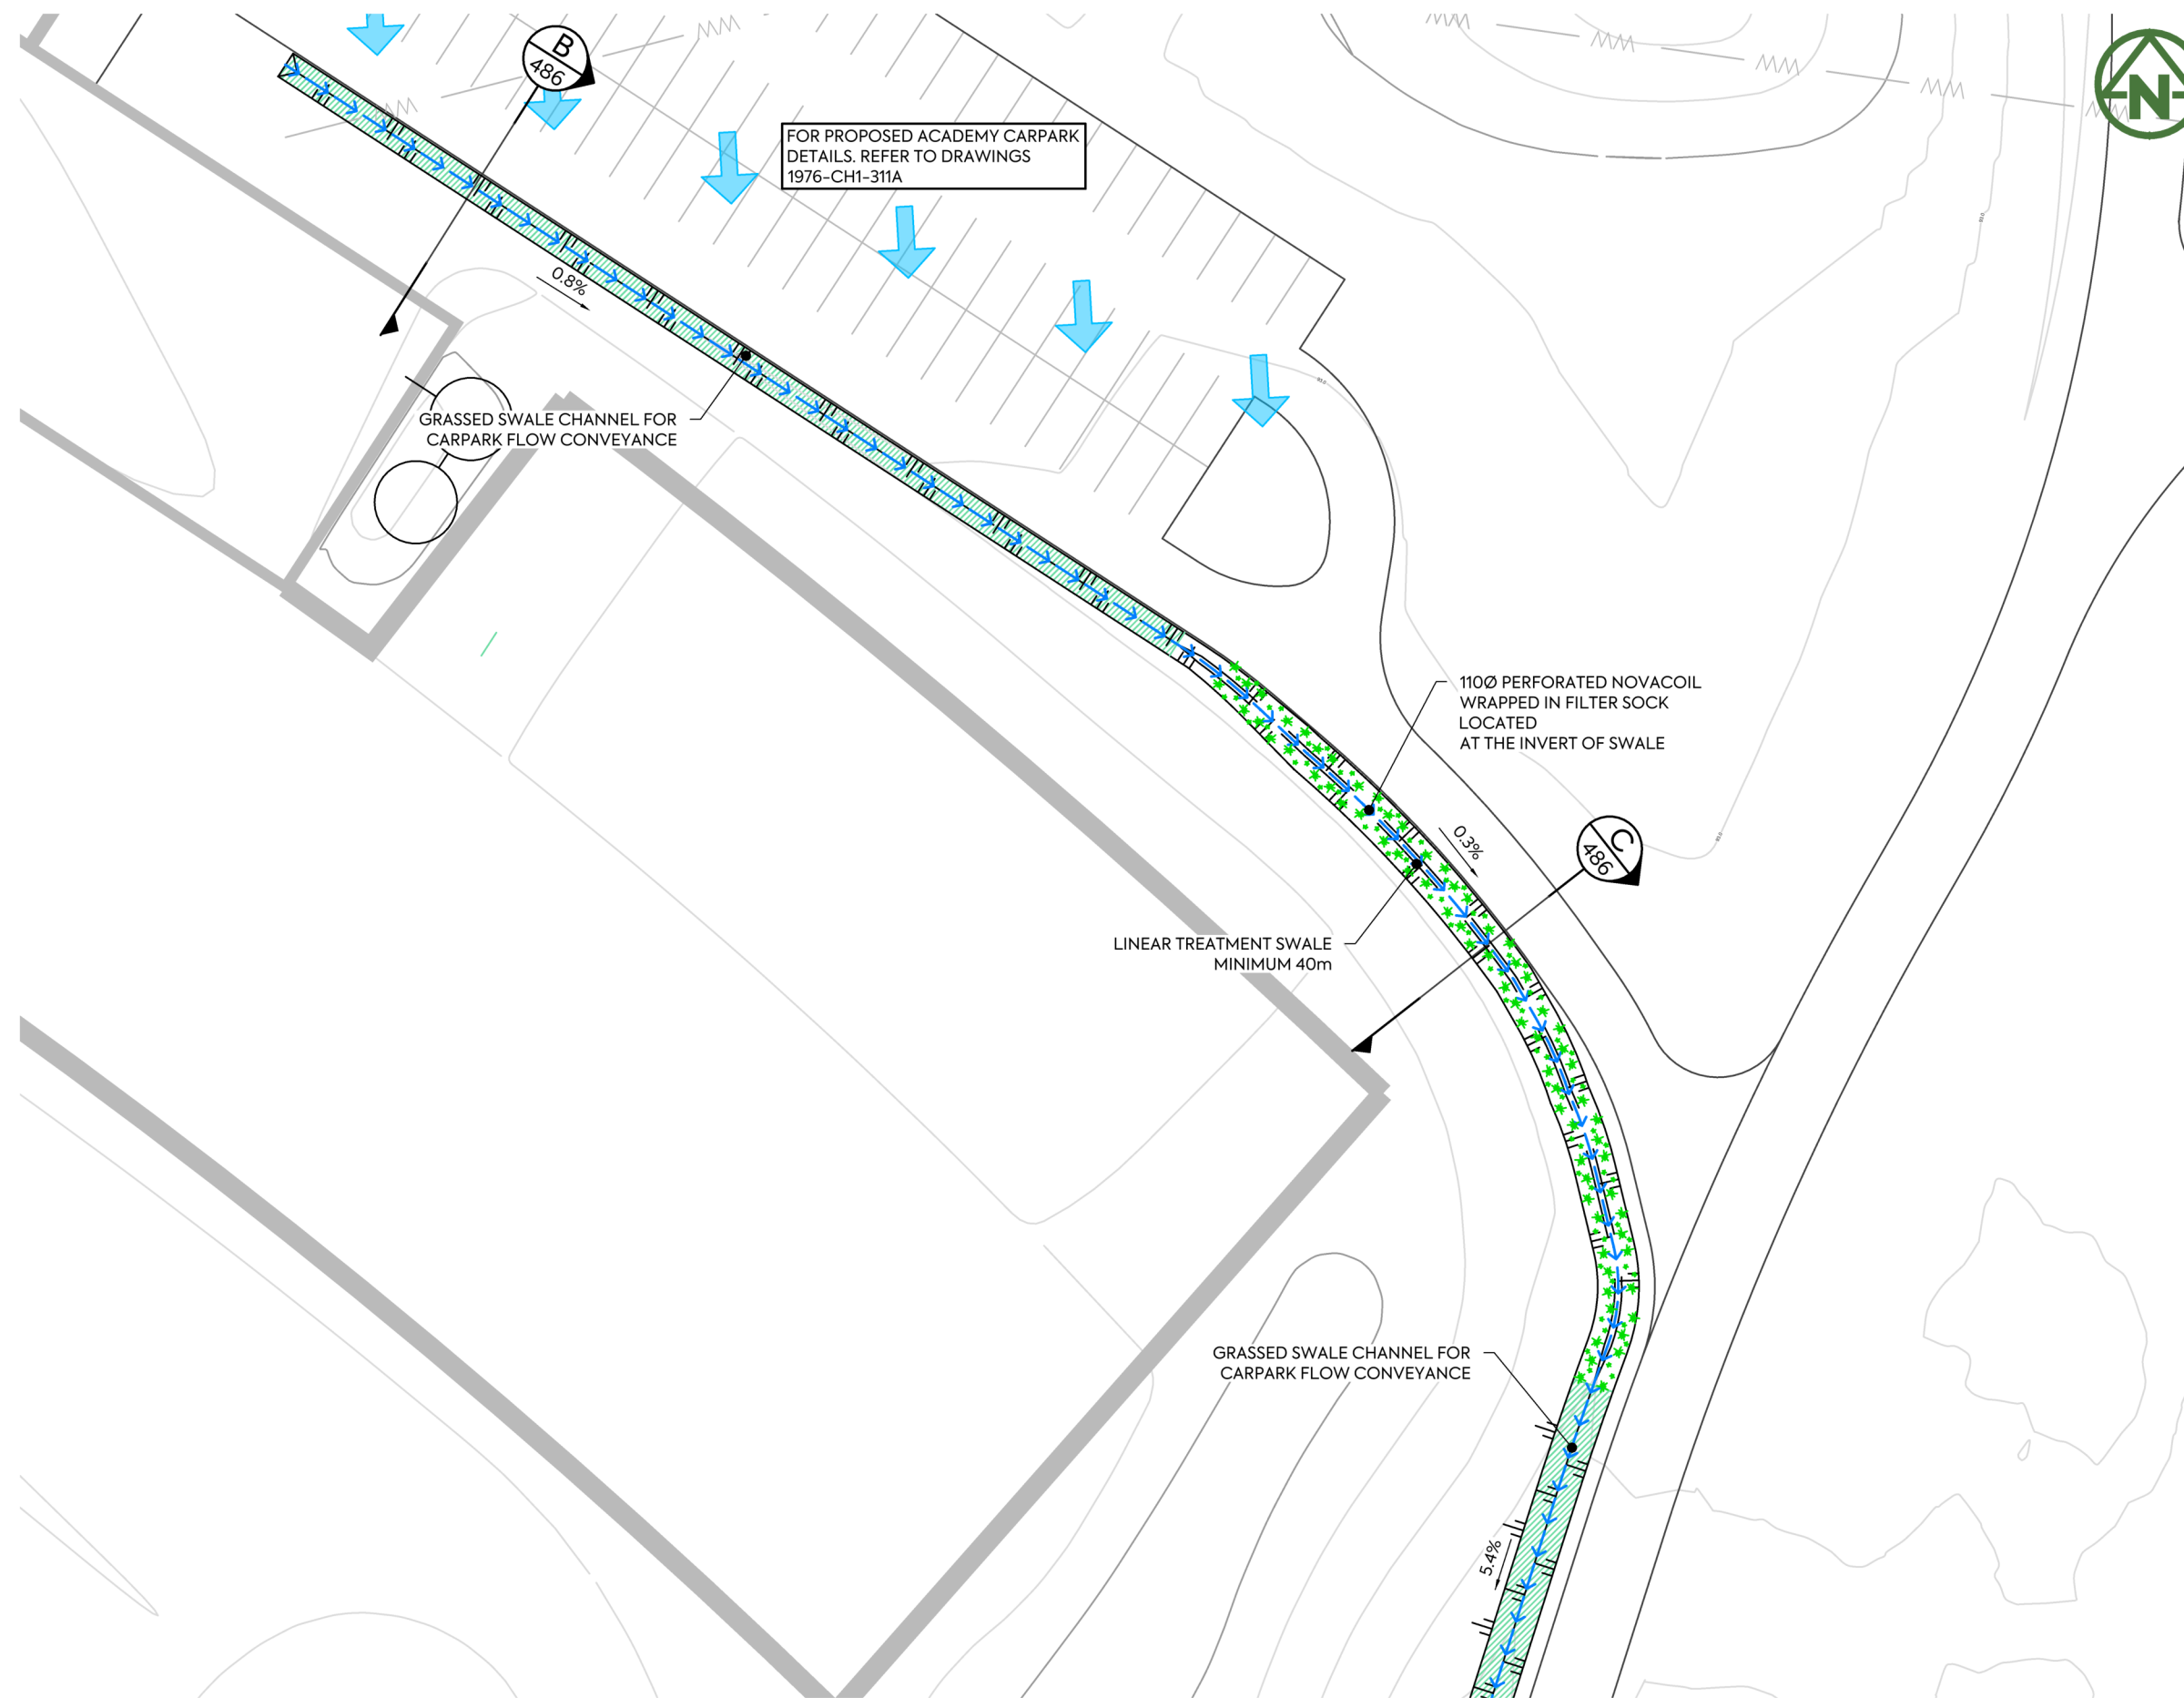 B
486
N
FOR PROPOSED ACADEMY CARPARK
DETAILS. REFER TO DRAWINGS
1976-CH1-311A
0.8%
GRASSED SWALE CHANNEL FOR
CARPARK FLOW CONVEYANCE
110Ø PERFORATED NOVACOIL
WRAPPED IN FILTER SOCK
LOCATED
AT THE INVERT OF SWALE
0.3%
C
486
LINEAR TREATMENT SWALE
MINIMUM 40m
GRASSED SWALE CHANNEL FOR
CARPARK FLOW CONVEYANCE
5.4%